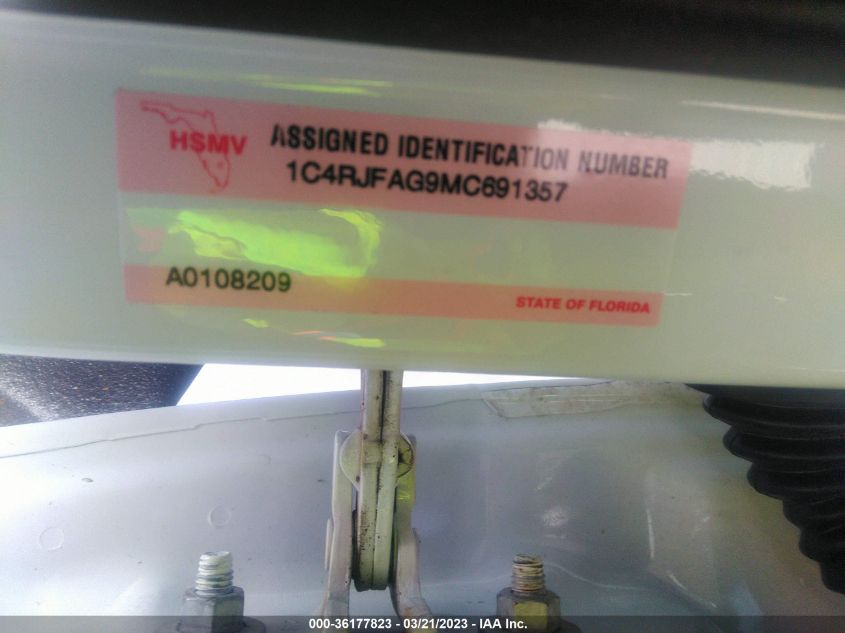 HSMV ASSIGNED IDENTIFICATION NUMBER
1C4RJFAG9MC691357
A0108209
STATE OF FLORIDA
000-36177823 - 03/21/2023 - IAA Inc.